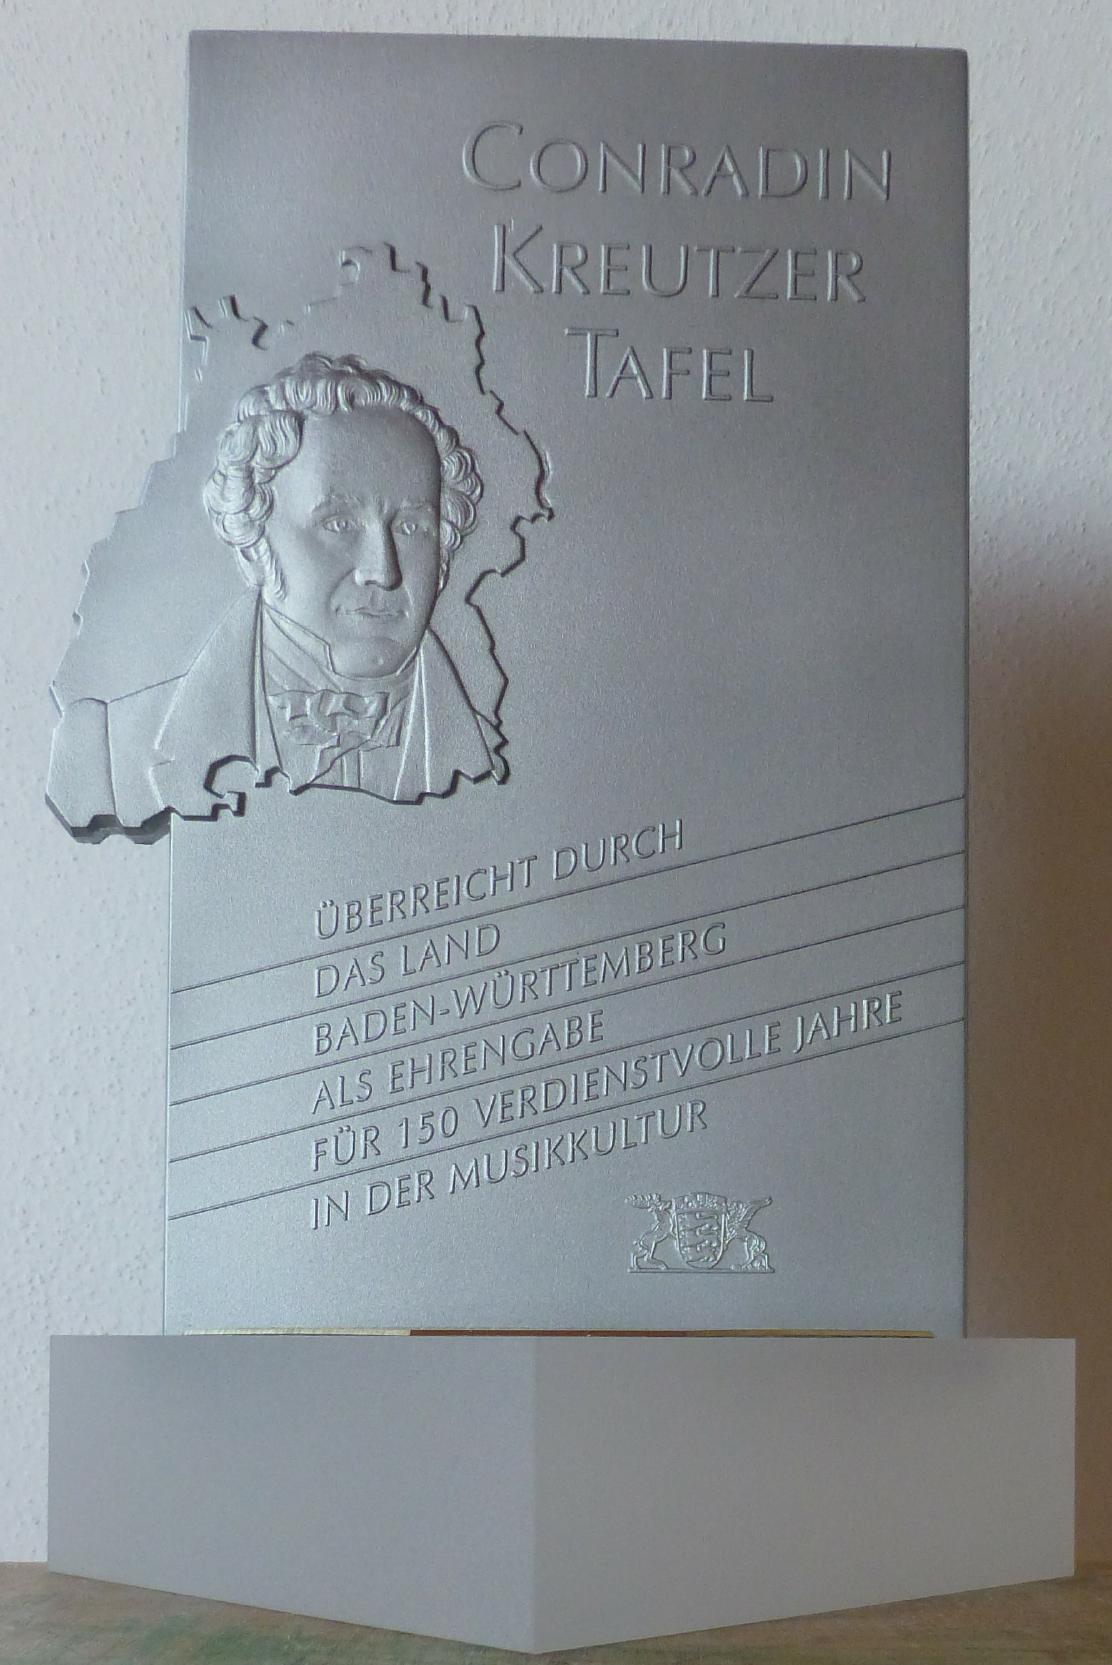 CONRADIN
KREUTZER
TAFEL
ÜBERREICHT DURCH
DAS LAND
BADEN-WÜRTTEMBERG
ALS EHRENGABE
FÜR 150 VERDIENSTVOLLE JAHRE
IN DER MUSIKKULTUR